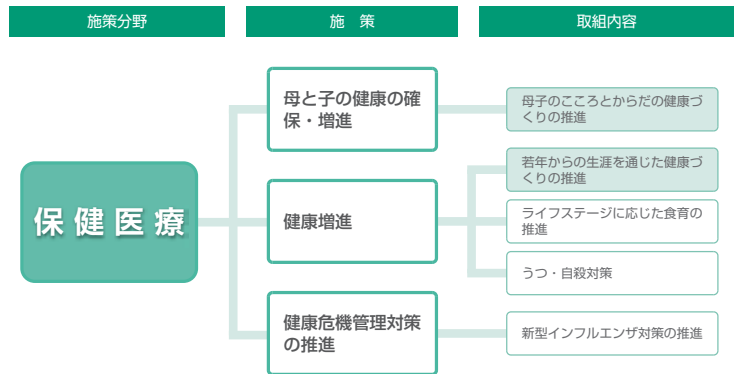 施策分野
施　策
取組内容
保健医療
母と子の健康の確
保・増進
母子のこころとからだの健康づ
くりの推進
健康増進
若年からの生涯を通じた健康づ
くりの推進
ライフステージに応じた食育の
推進
うつ・自殺対策
健康危機管理対策
の推進
新型インフルエンザ対策の推進